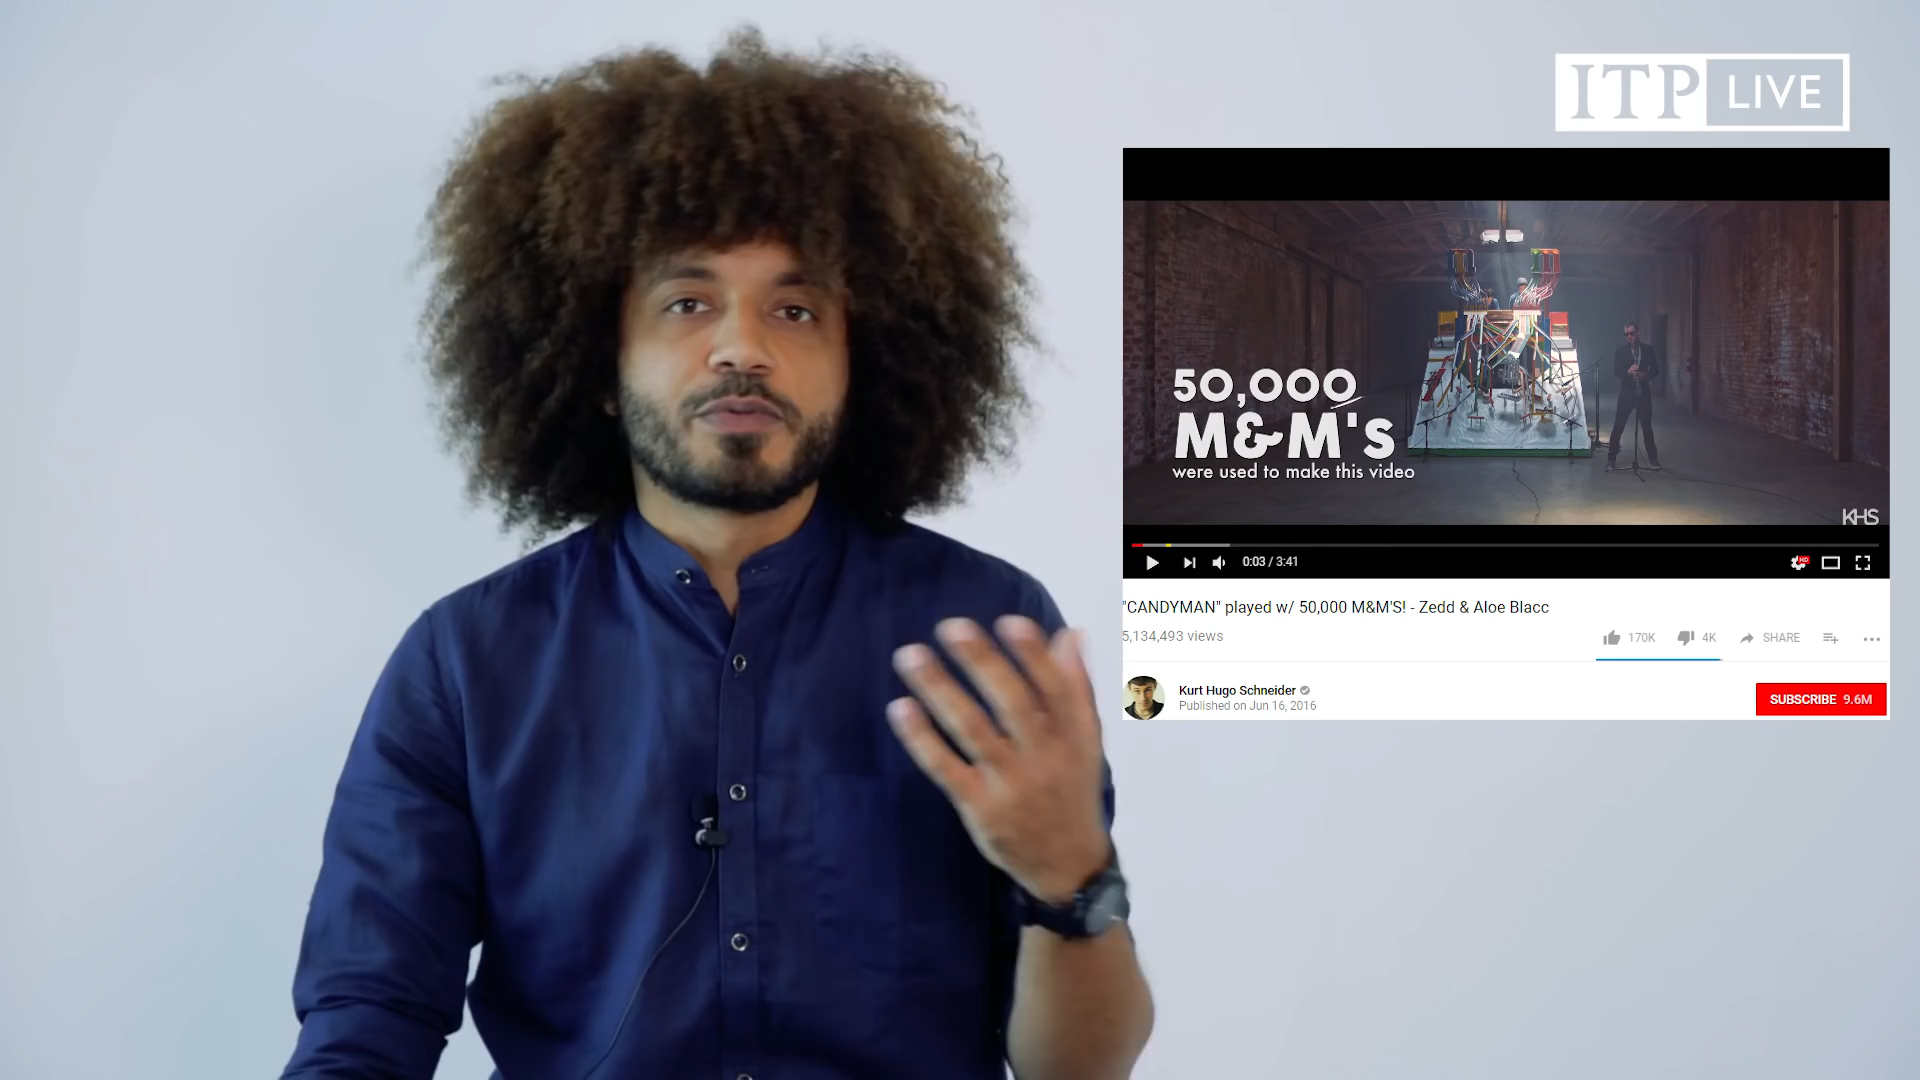 ITP LIVE
50,000
M&M's
were used to make this video
KHS
0:03 / 3:41
HD
"CANDYMAN" played w/ 50,000 M&M'S! - Zedd & Aloe Blacc
5,134,493 views
170K 4K SHARE
Kurt Hugo Schneider
Published on Jun 16, 2016
SUBSCRIBE 9.6M